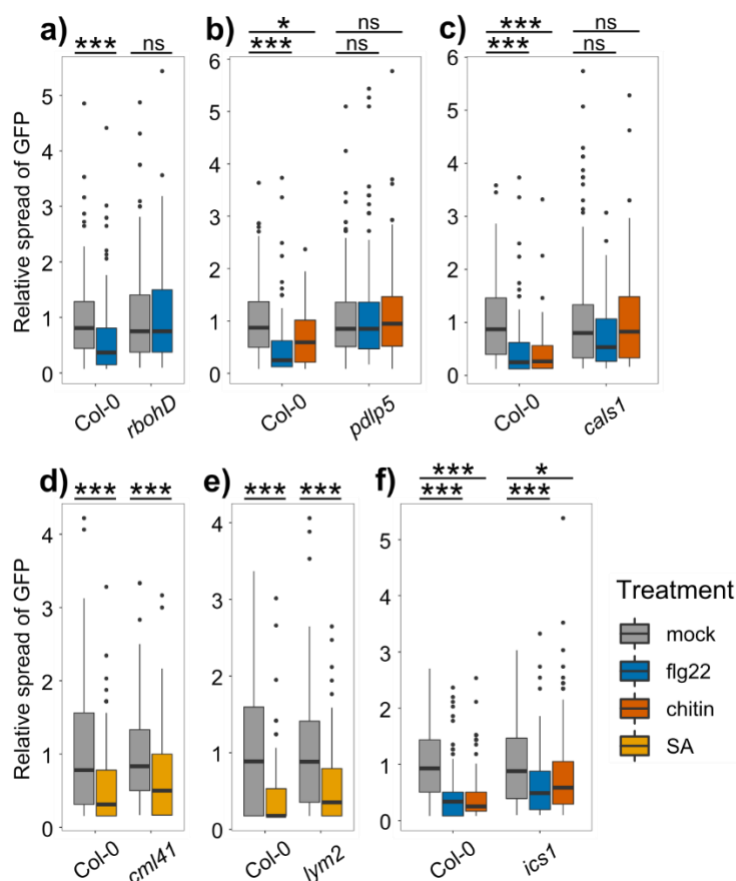 a) *** ns
b) * ns
*** ns
c) *** ns
*** ns
Relative spread of GFP
5
4
3
2
1
0
6
5
4
3
2
1
0
6
5
4
3
2
1
0
Col-0 rbohD
Col-0 pdlp5
Col-0 cals1
d) *** ***
e) *** ***
f) *** *
*** ***
Relative spread of GFP
4
3
2
1
0
4
3
2
1
0
5
4
3
2
1
0
Col-0 cml41
Col-0 lym2
Col-0 ics1
Treatment
mock
flg22
chitin
SA